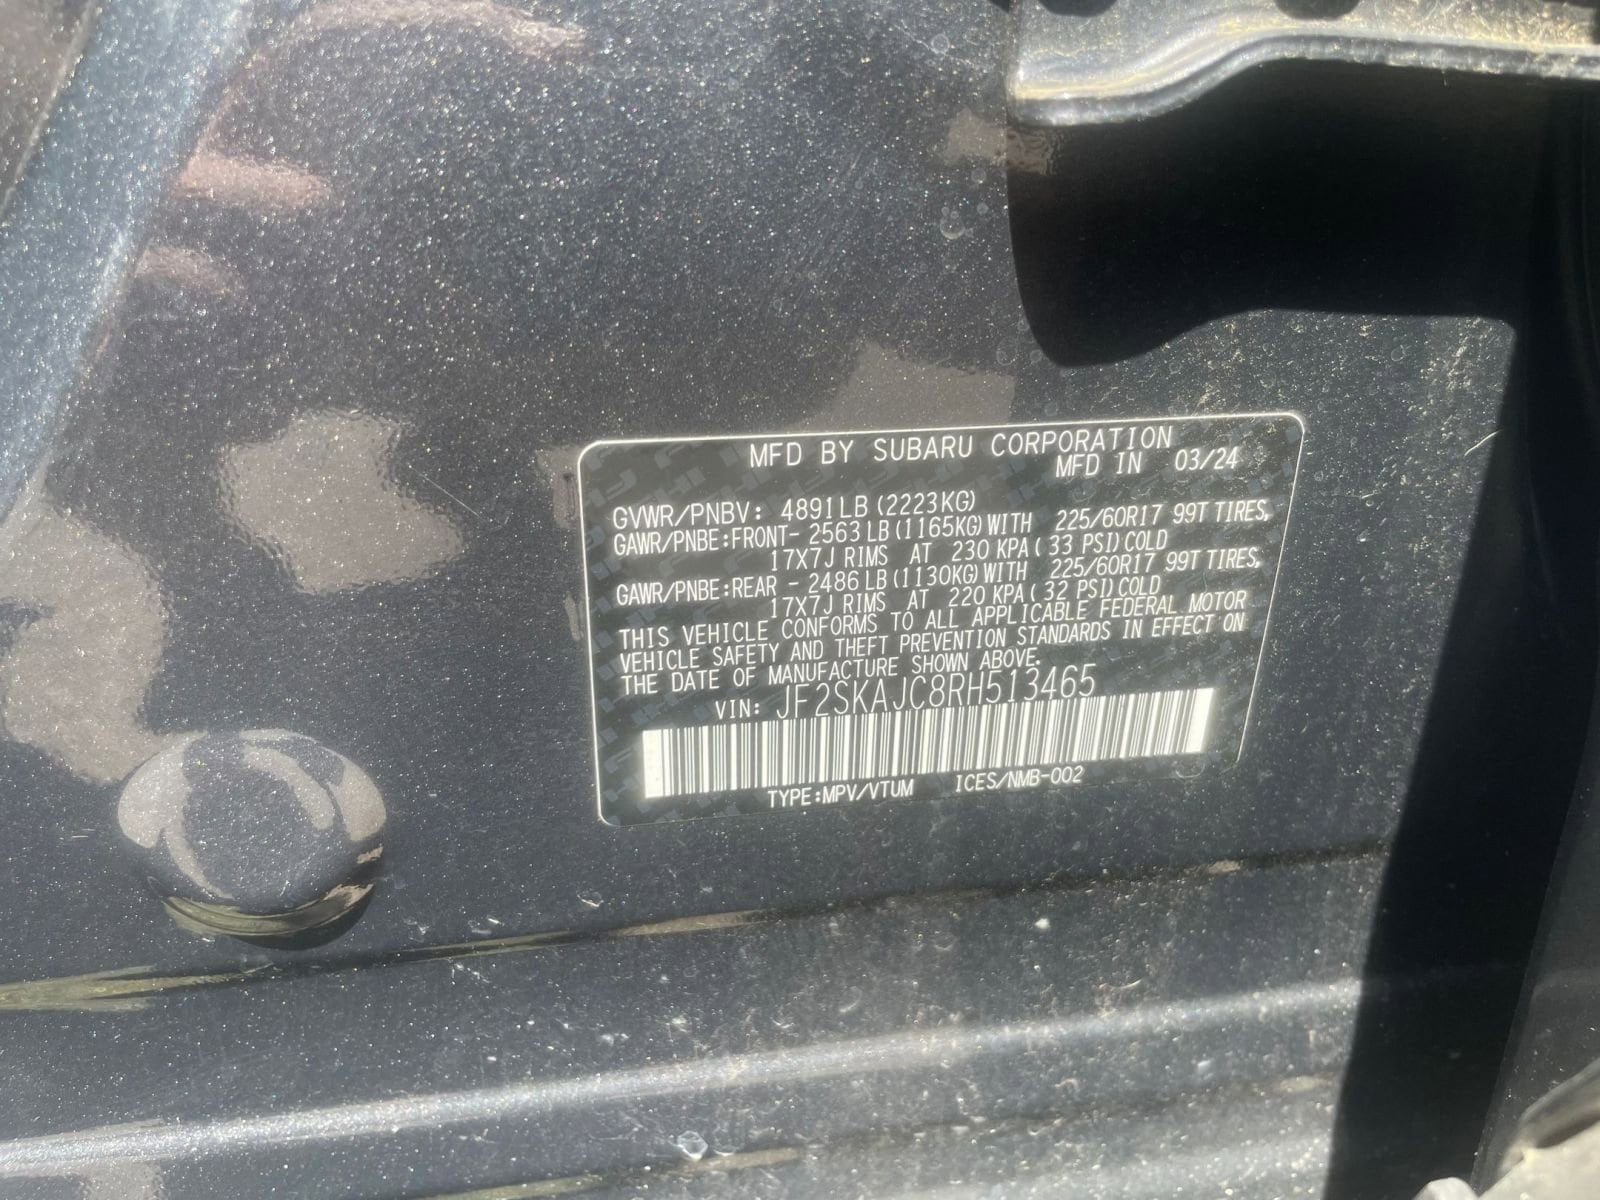 MFD BY SUBARU CORPORATION
MFD IN 03/24
GVWR/PNBV: 4891LB (2223KG)
GAWR/PNBE:FRONT- 2563 LB (1165KG) WITH 225/60R17 99T TIRES,
17X7J RIMS AT 230 KPA ( 33 PSI) COLD
GAWR/PNBE:REAR - 2486 LB (1130KG) WITH 225/60R17 99T TIRES,
17X7J RIMS AT 220 KPA ( 32 PSI) COLD
THIS VEHICLE CONFORMS TO ALL APPLICABLE FEDERAL MOTOR
VEHICLE SAFETY AND THEFT PREVENTION STANDARDS IN EFFECT ON
THE DATE OF MANUFACTURE SHOWN ABOVE.
VIN: JF2SKAJC8RH513465
TYPE:MPV/VTUM ICES/NMB-002